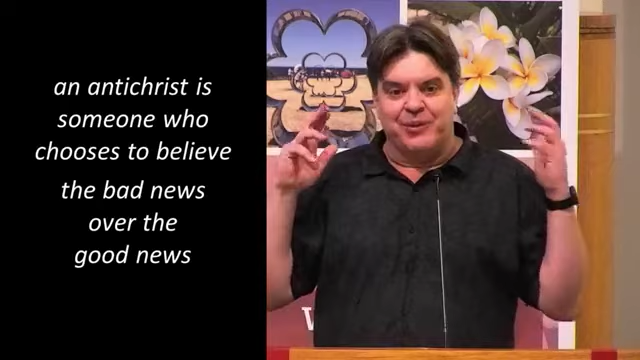 an antichrist is
someone who
chooses to believe
the bad news
over the
good news